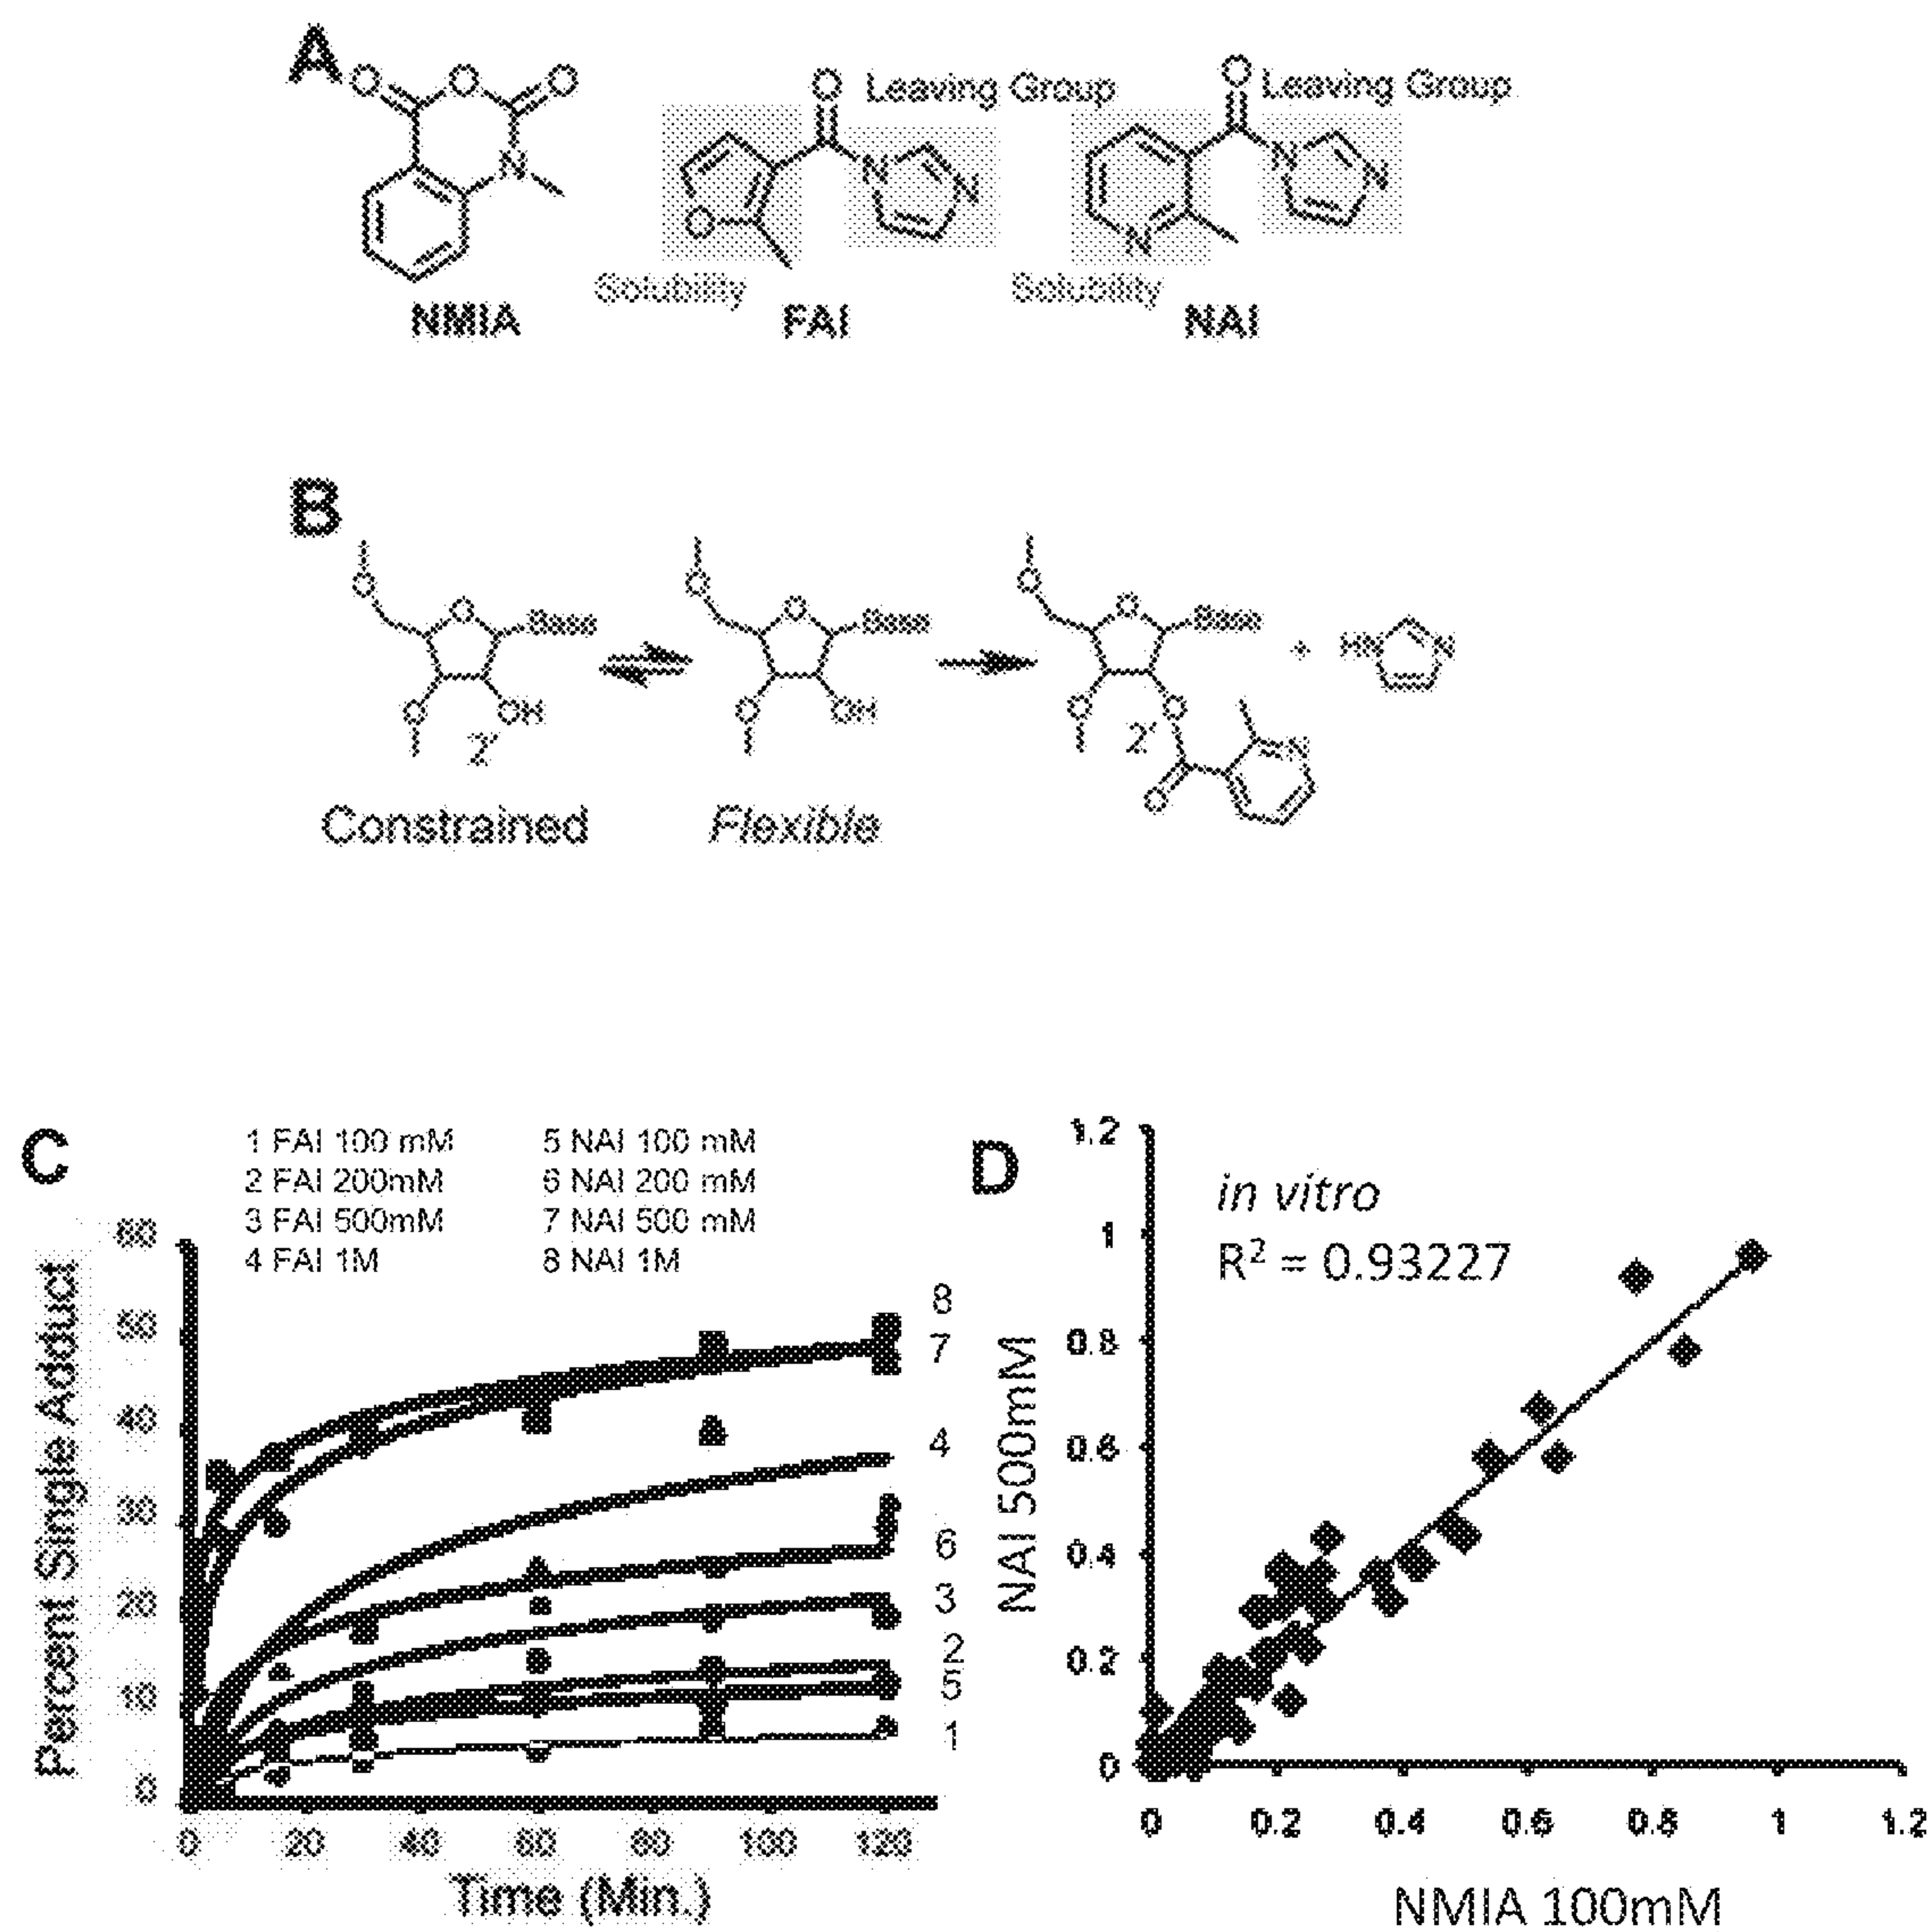 A
O O O
N
O Leaving Group
N N
O
Solubility
O Leaving Group
N N
N
Solubility
NMIA FAI NAI
B
O O Base
O OH
2'
O O Base
O OH
O O Base
O O
2'
O N
+ HN N
Constrained Flexible
C
1 FAI 100 mM 5 NAI 100 mM
2 FAI 200mM 6 NAI 200 mM
3 FAI 500mM 7 NAI 500 mM
4 FAI 1M 8 NAI 1M
Percent Single Adduct
60
50
40
30
20
10
0
8
7
4
6
3
2
5
1
0 20 40 60 80 100 120
Time (Min.)
D
in vitro
R² = 0.93227
NAI 500mM
1.2
1
0.8
0.6
0.4
0.2
0
0 0.2 0.4 0.6 0.8 1 1.2
NMIA 100mM